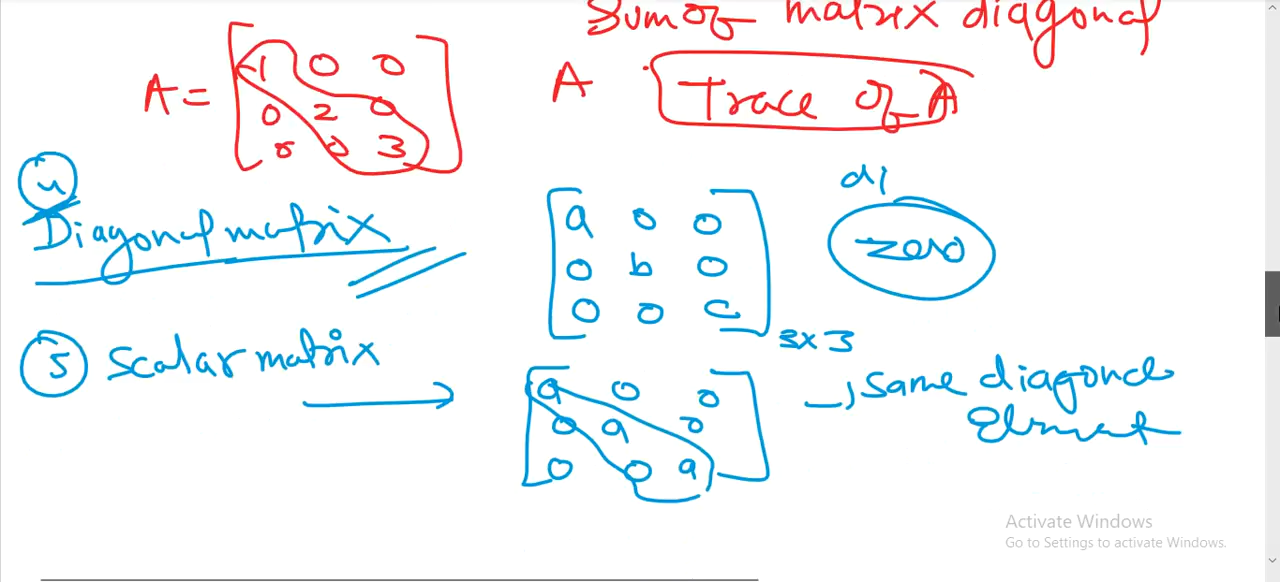 Sum of matrix diagonal
A = [1 0 0
0 2 0
0 0 3]
A Trace of A
4
Diagonal matrix
[a 0 0
0 b 0
0 0 c] 3x3
di
zero
5 Scalar matrix → [a 0 0
0 a 0
0 0 a]
→ same diagonal
Element
Activate Windows
Go to Settings to activate Windows.